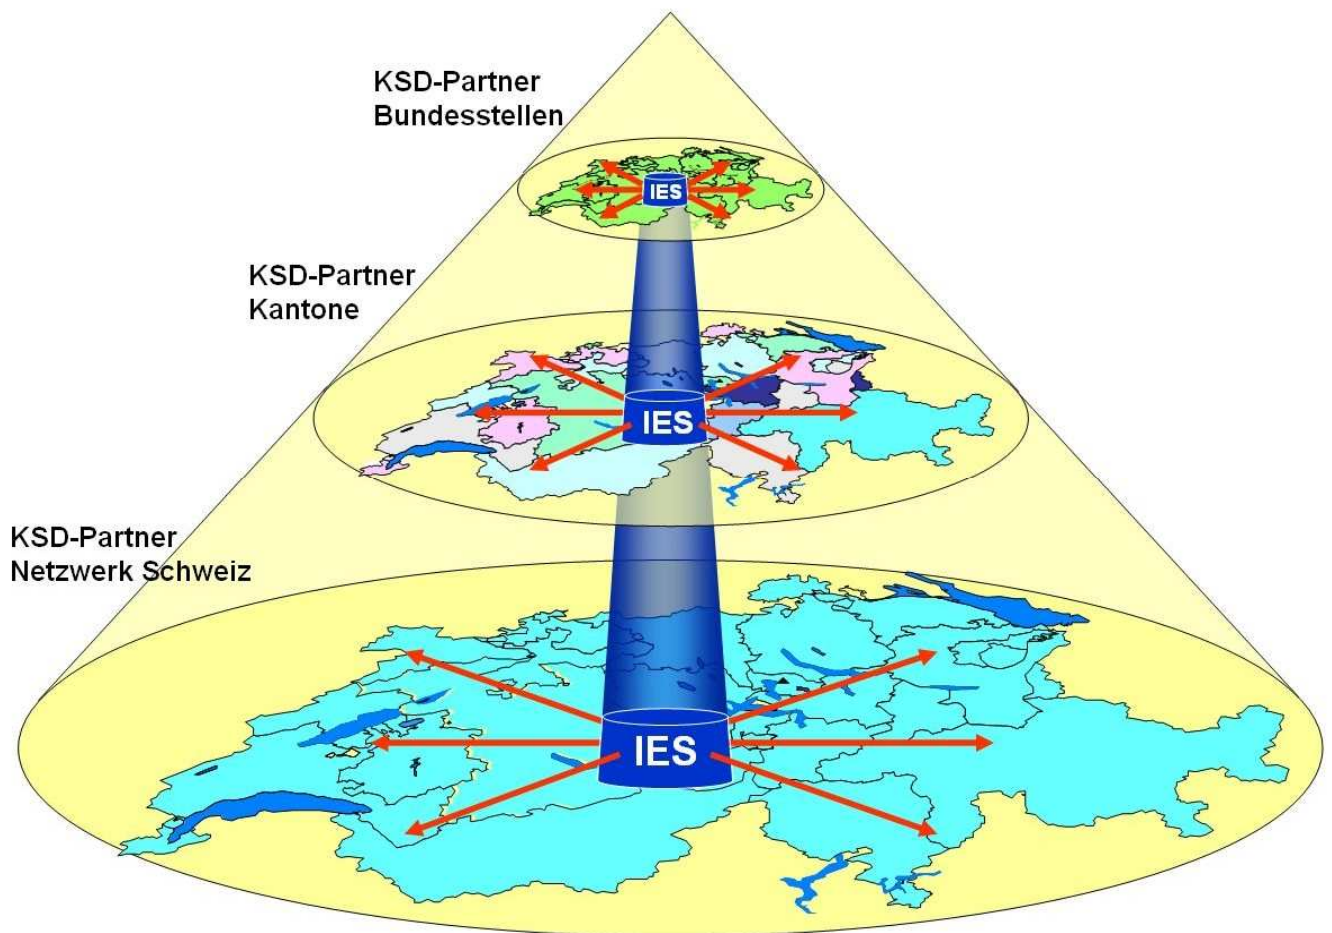 KSD-Partner
Bundesstellen
IES
KSD-Partner
Kantone
IES
KSD-Partner
Netzwerk Schweiz
IES